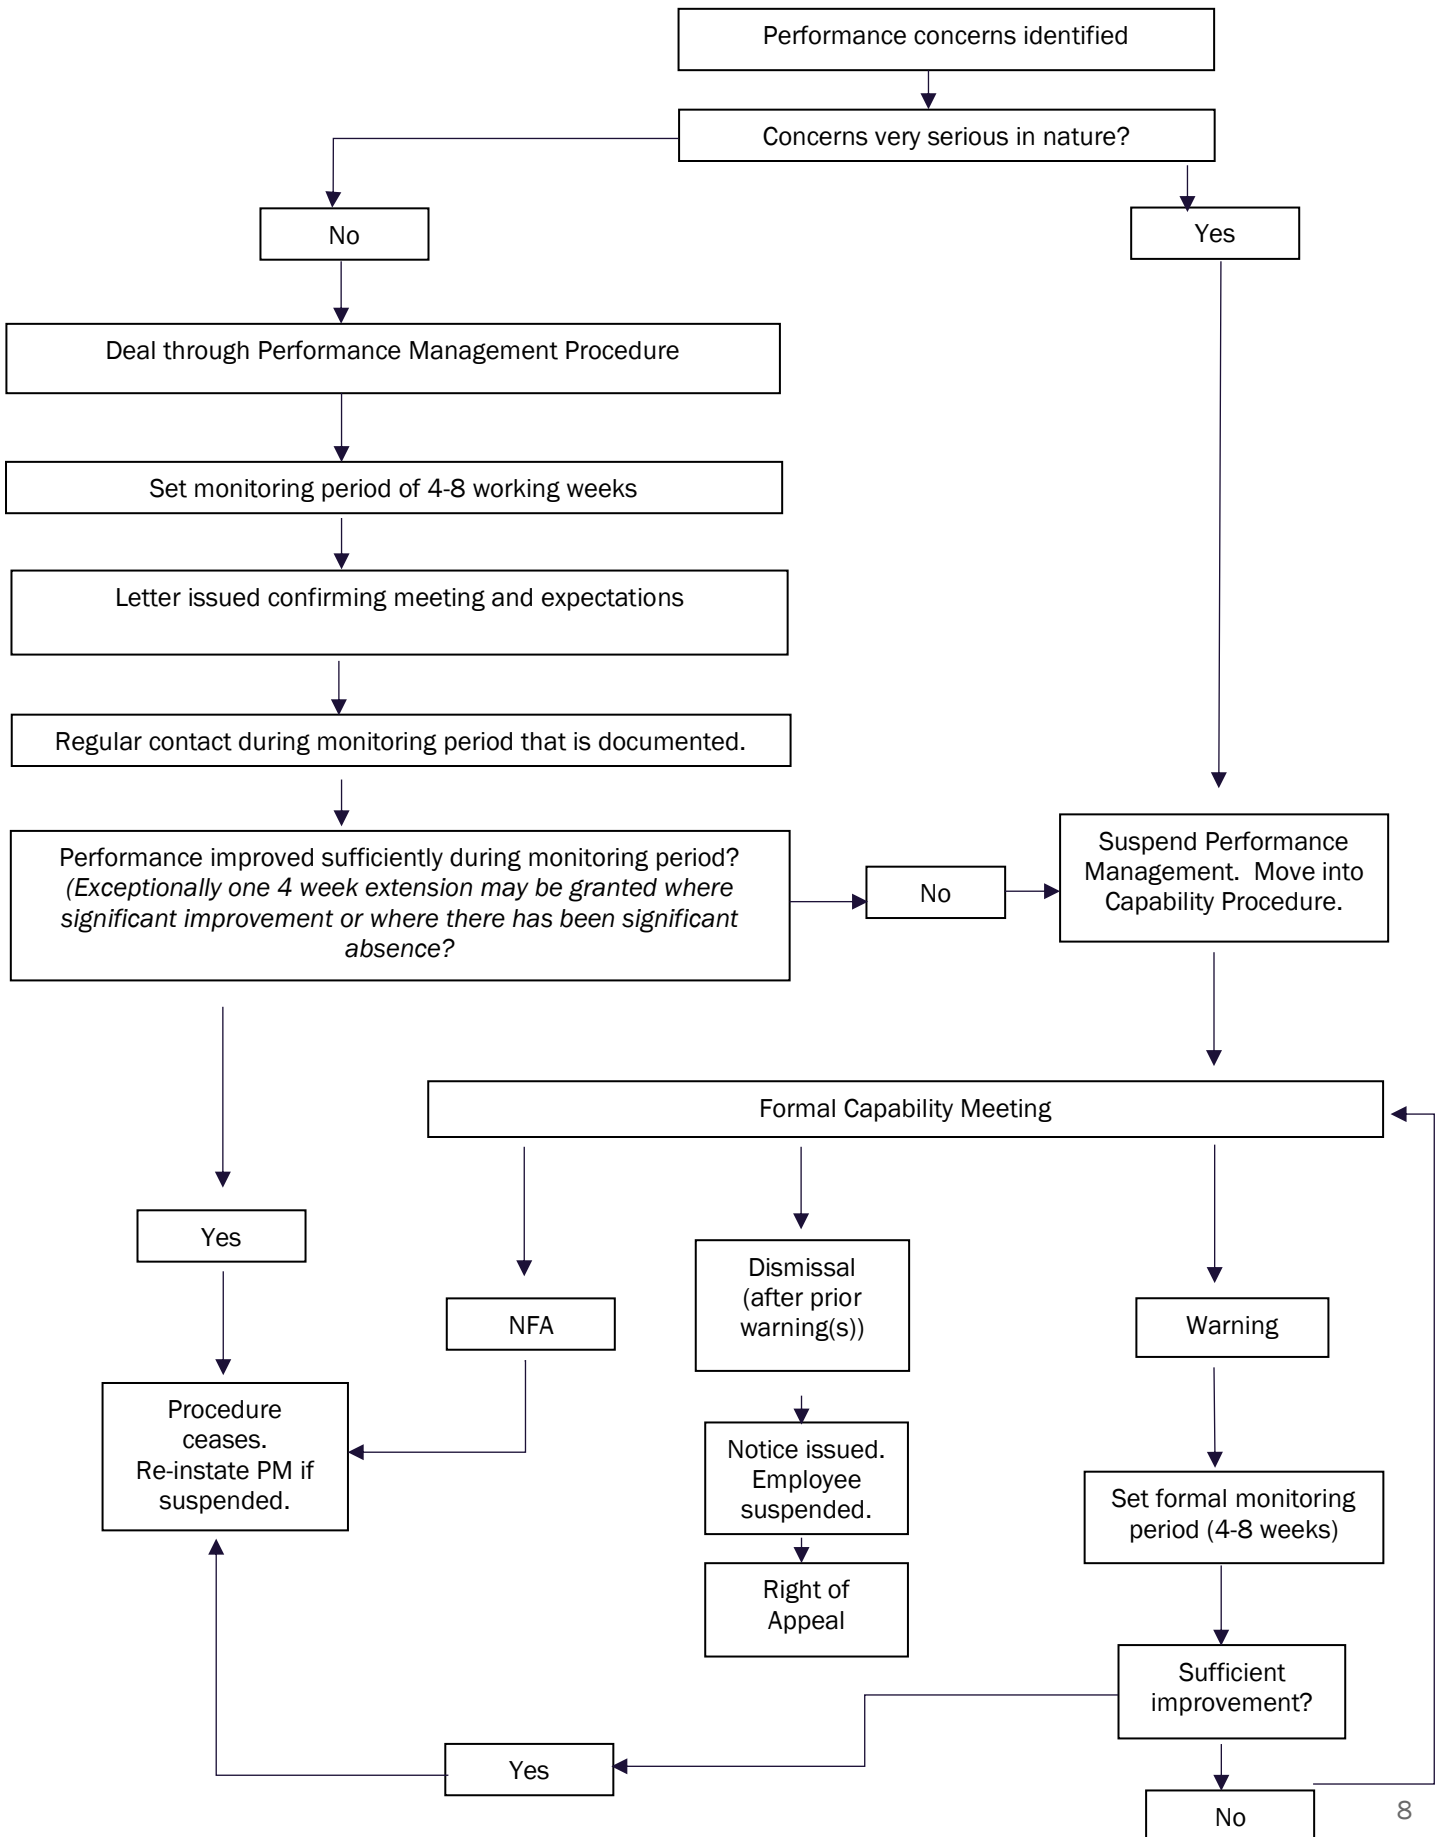 Performance concerns identified
Concerns very serious in nature?
No
Yes
Deal through Performance Management Procedure
Set monitoring period of 4-8 working weeks
Letter issued confirming meeting and expectations
Regular contact during monitoring period that is documented.
Performance improved sufficiently during monitoring period?
(Exceptionally one 4 week extension may be granted where
significant improvement or where there has been significant
absence?
No
Suspend Performance
Management.  Move into
Capability Procedure.
Formal Capability Meeting
Yes
NFA
Dismissal
(after prior
warning(s))
Warning
Procedure
ceases.
Re-instate PM if
suspended.
Notice issued.
Employee
suspended.
Set formal monitoring
period (4-8 weeks)
Right of
Appeal
Sufficient
improvement?
Yes
No
8